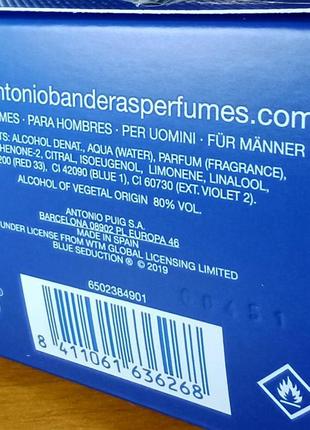 ntoniobanderasperfumes.com
MES - PARA HOMBRES - PER UOMINI - FÜR MÄNNER
TS: ALCOHOL DENAT., AQUA (WATER), PARFUM (FRAGRANCE),
HENONE-2, CITRAL, ISOEUGENOL, LIMONENE, LINALOOL,
200 (RED 33), CI 42090 (BLUE 1), CI 60730 (EXT. VIOLET 2).
ALCOHOL OF VEGETAL ORIGIN 80% VOL.
ANTONIO PUIG S.A.
BARCELONA 08902 PL EUROPA 46
MADE IN SPAIN
UNDER LICENSE FROM WTM GLOBAL LICENSING LIMITED
BLUE SEDUCTION ® © 2019
6502384901
8 411061 636268